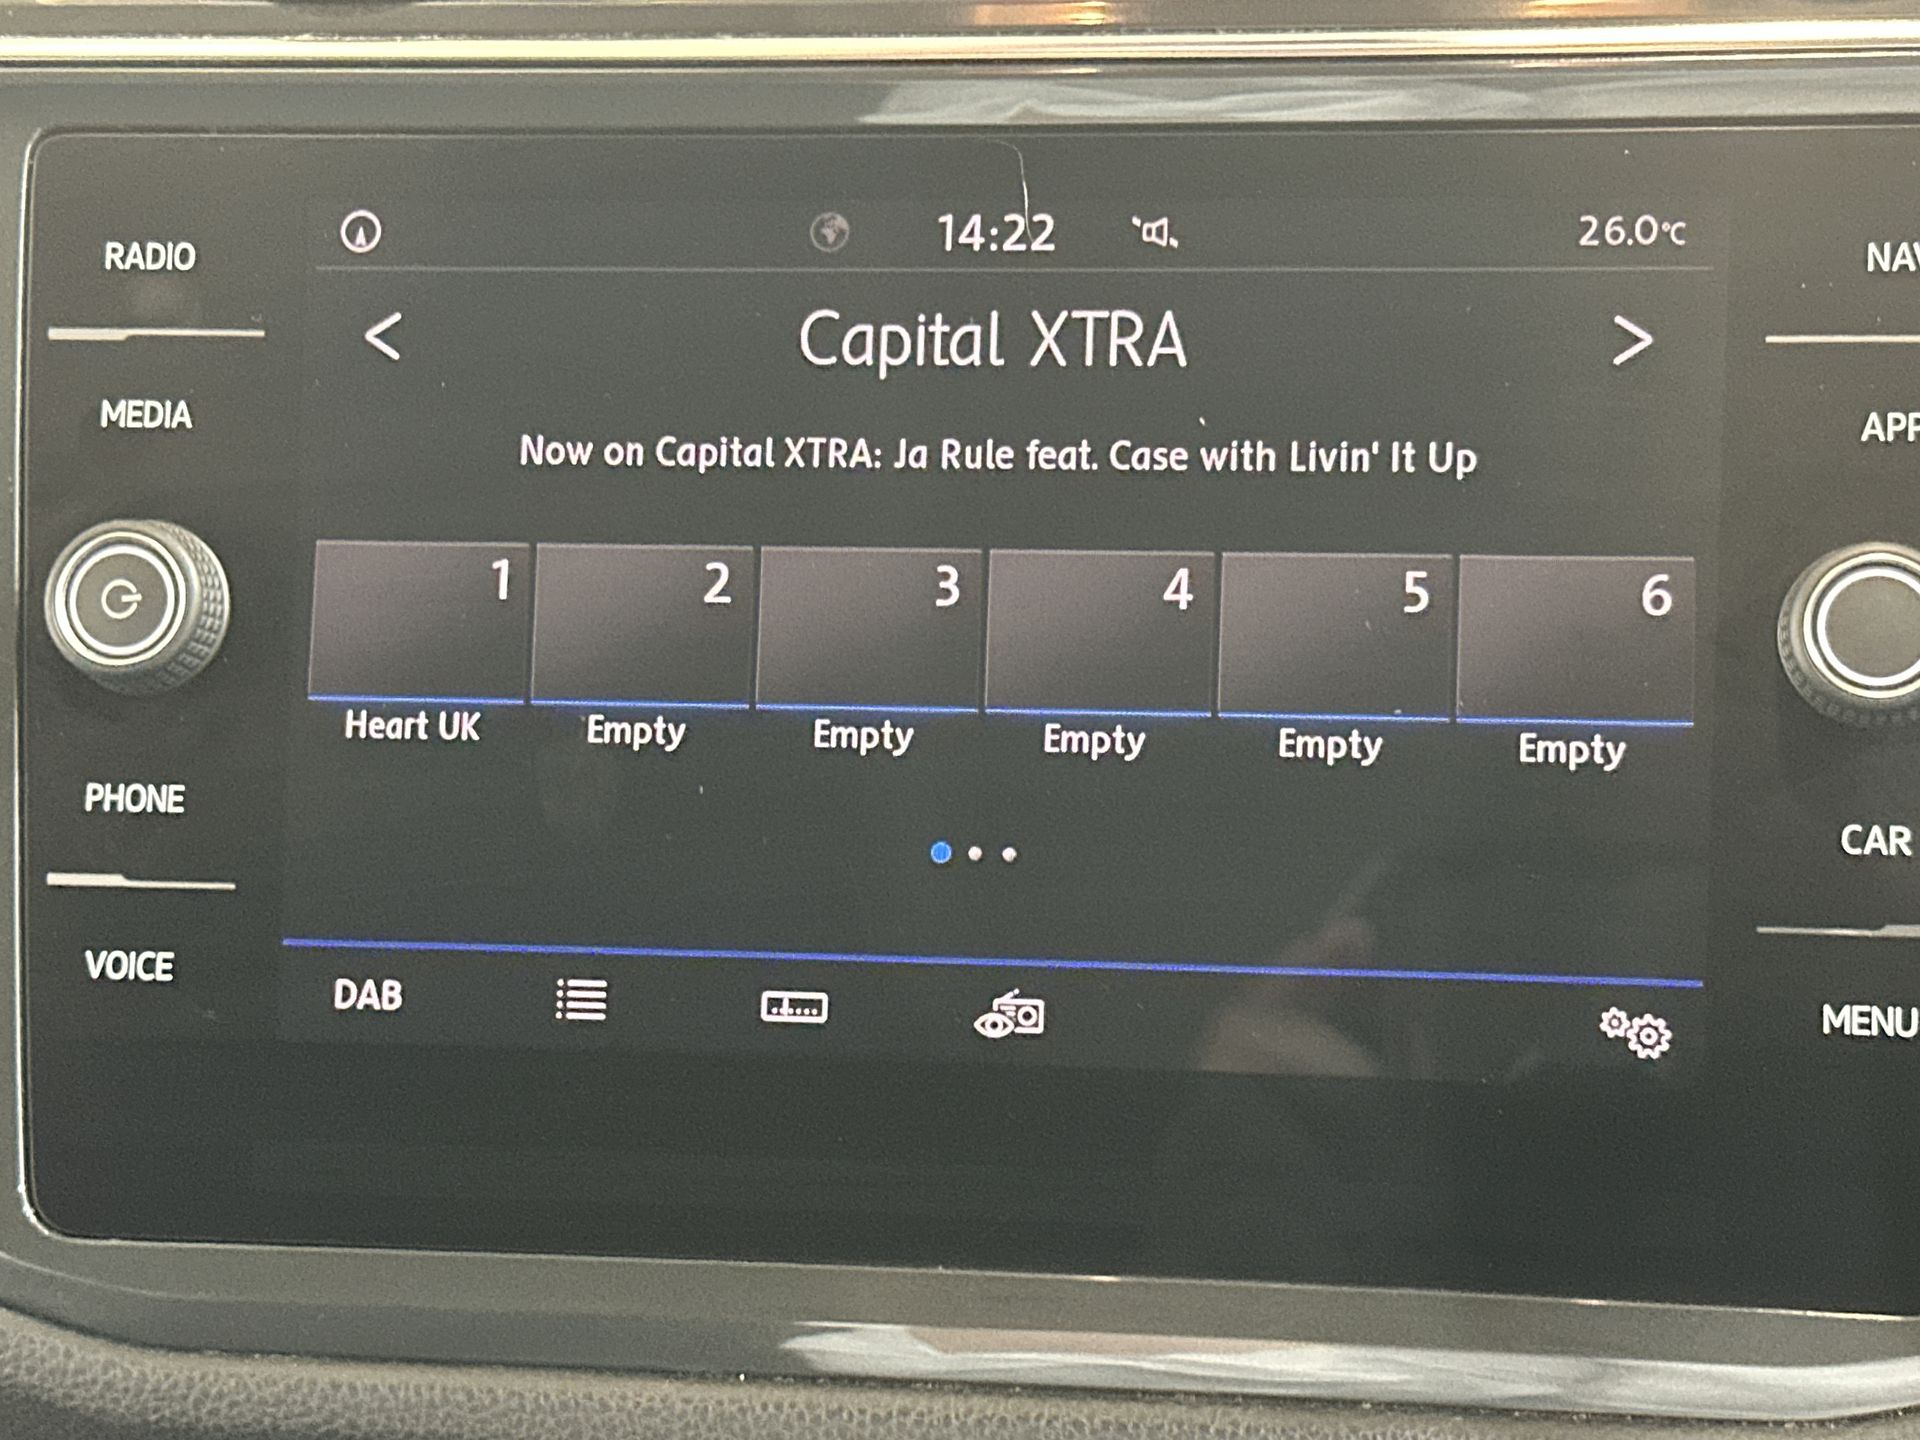 14:22
26.0°C
RADIO
< Capital XTRA >
MEDIA
Now on Capital XTRA: Ja Rule feat. Case with Livin' It Up
1 2 3 4 5 6
Heart UK Empty Empty Empty Empty Empty
PHONE
CAR
VOICE
DAB
MENU